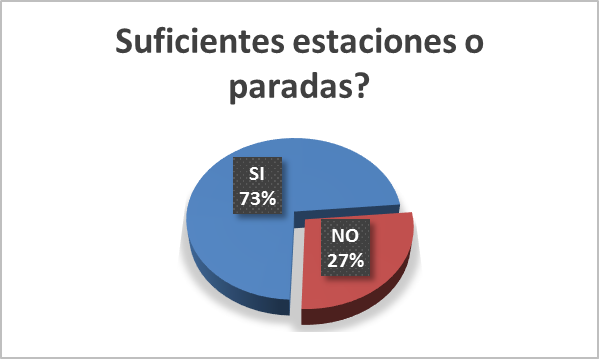 Suficientes estaciones o
paradas?
SI
73%
NO
27%